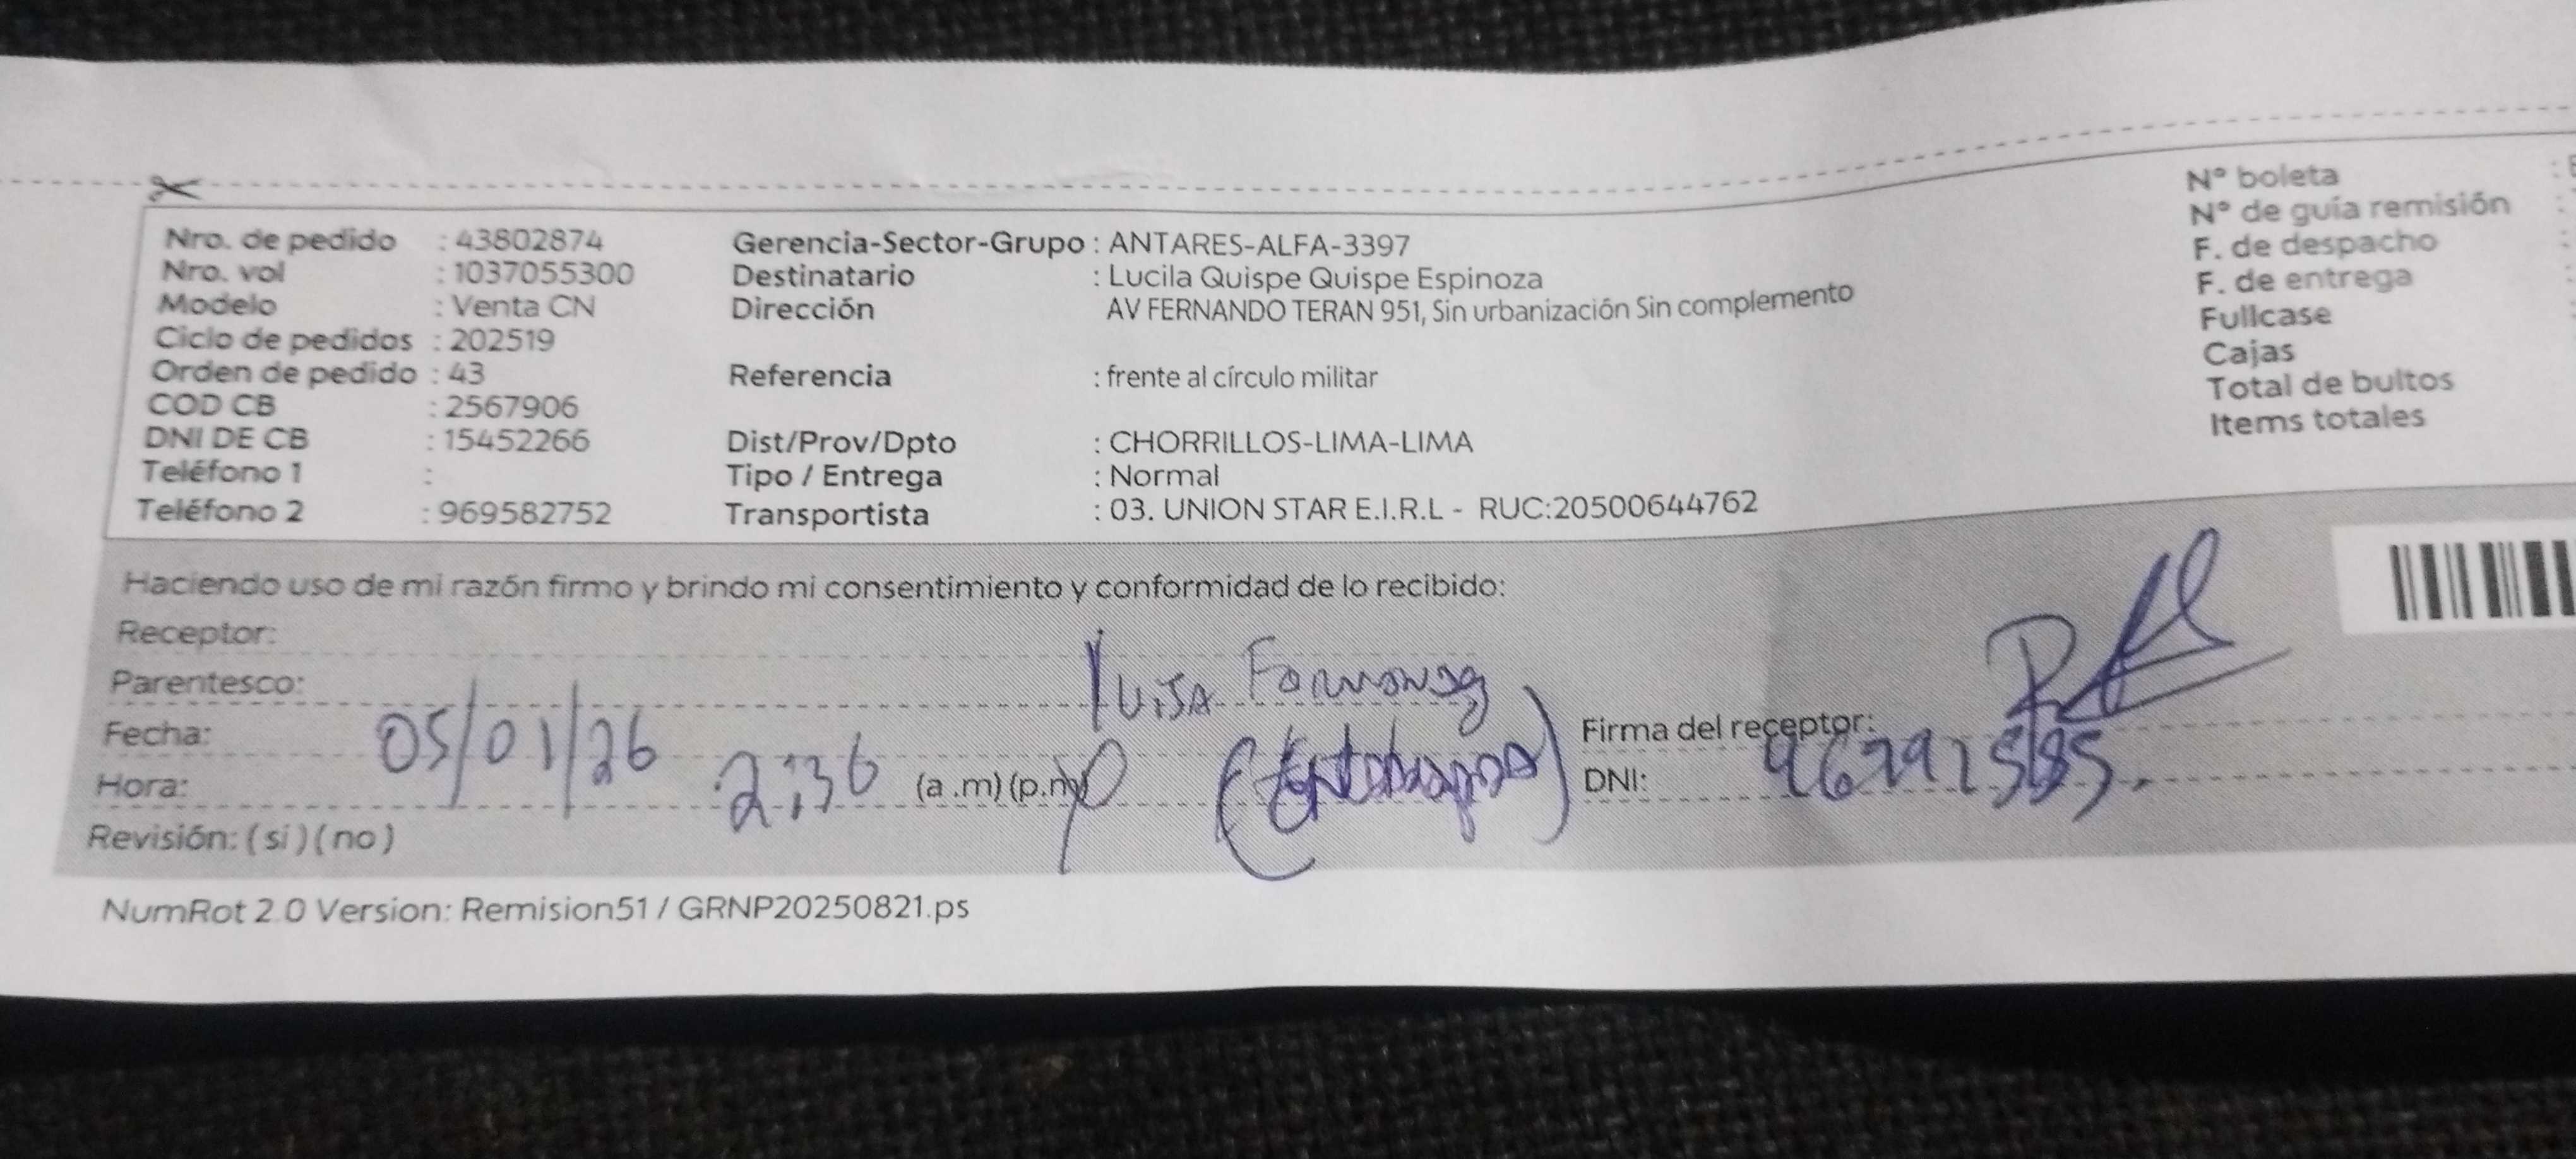 Nro. de pedido : 43802874
Nro. vol : 1037055300
Modelo : Venta CN
Ciclo de pedidos : 202519
Orden de pedido : 43
COD CB : 2567906
DNI DE CB : 15452266
Teléfono 1 :
Teléfono 2 : 969582752
Gerencia-Sector-Grupo : ANTARES-ALFA-3397
Destinatario : Lucila Quispe Quispe Espinoza
Dirección AV FERNANDO TERAN 951, Sin urbanización Sin complemento
Referencia : frente al círculo militar
Dist/Prov/Dpto : CHORRILLOS-LIMA-LIMA
Tipo / Entrega : Normal
Transportista : 03. UNION STAR E.I.R.L - RUC:20500644762
N° boleta :
N° de guía remisión :
F. de despacho :
F. de entrega :
Fullcase
Cajas
Total de bultos
Items totales
Haciendo uso de mi razón firmo y brindo mi consentimiento y conformidad de lo recibido:
Receptor:
Parentesco: Luisa
Fecha: 05/01/26
Hora: 2:36 (a.m)(p.m)
Firma del receptor:
DNI:
Revisión: (si)(no)
NumRot 2.0 Version: Remision51 / GRNP20250821.ps